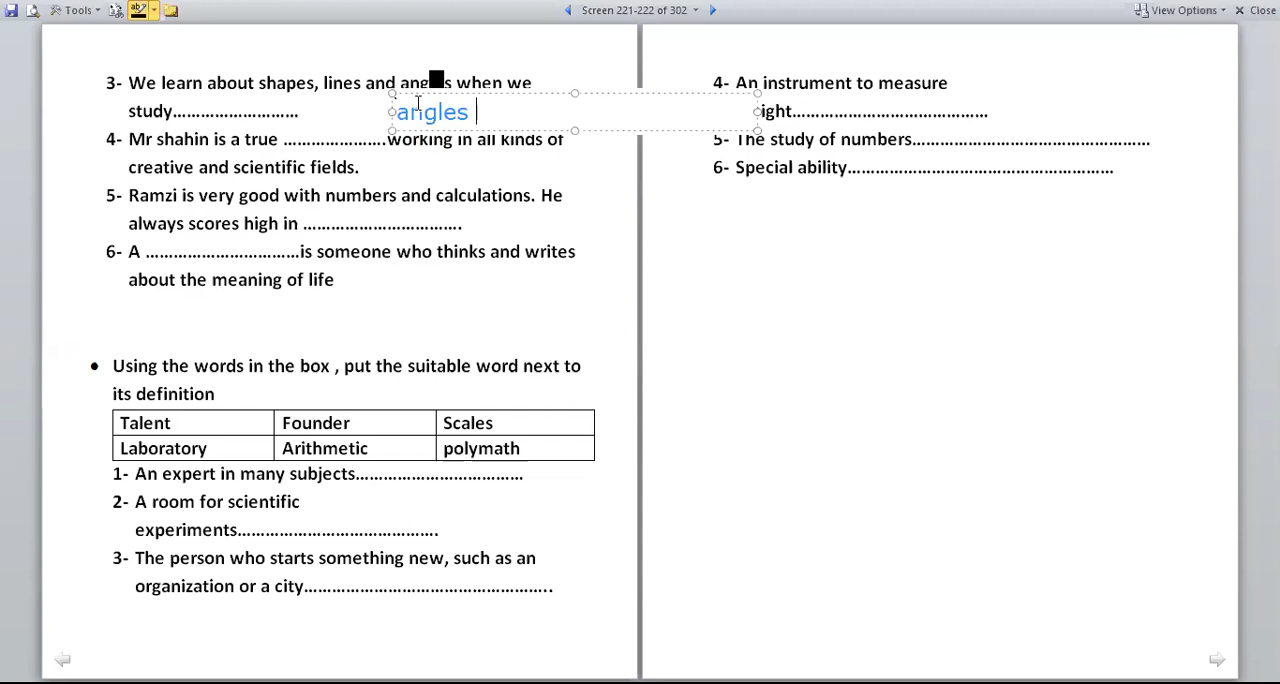 Tools
Screen 221-222 of 302
View Options
Close
3- We learn about shapes, lines and angles when we
study……………………..
angles
4- Mr shahin is a true ………………….working in all kinds of
creative and scientific fields.
5- Ramzi is very good with numbers and calculations. He
always scores high in …………………………….
6- A ……………………………is someone who thinks and writes
about the meaning of life
• Using the words in the box , put the suitable word next to
its definition
Talent Founder Scales
Laboratory Arithmetic polymath
1- An expert in many subjects………………………………
2- A room for scientific
experiments…………………………………….
3- The person who starts something new, such as an
organization or a city……………………………………………..
4- An instrument to measure
ight……………………………………
5- The study of numbers……………………………………………
6- Special ability…………………………………………………